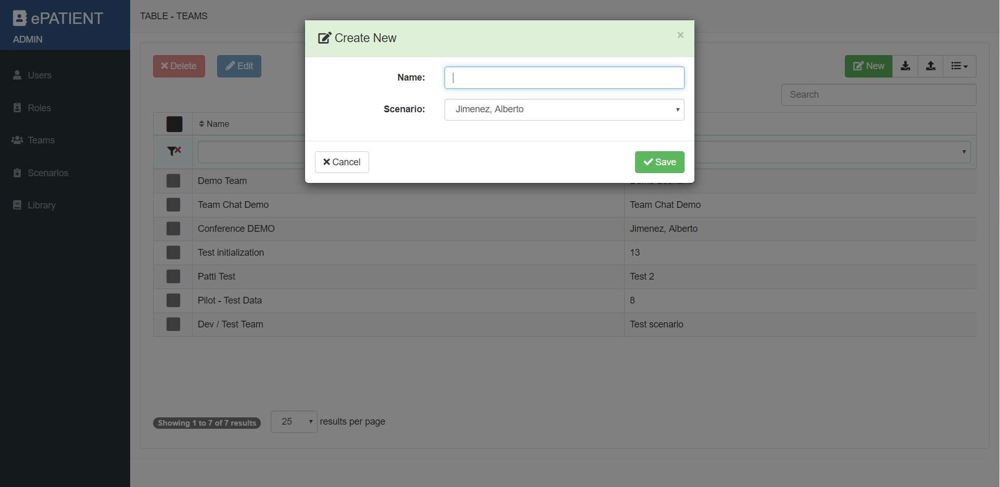 ePATIENT
ADMIN
Users
Roles
Teams
Scenarios
Library
TABLE - TEAMS
Delete
Edit
New
Search
Create New
×
Name:
Scenario:
Jimenez, Alberto
Cancel
Save
Name
Demo Team
Team Chat Demo
Team Chat Demo
Conference DEMO
Jimenez, Alberto
Test initialization
13
Patti Test
Test 2
Pilot - Test Data
8
Dev / Test Team
Test scenario
Showing 1 to 7 of 7 results
25
results per page